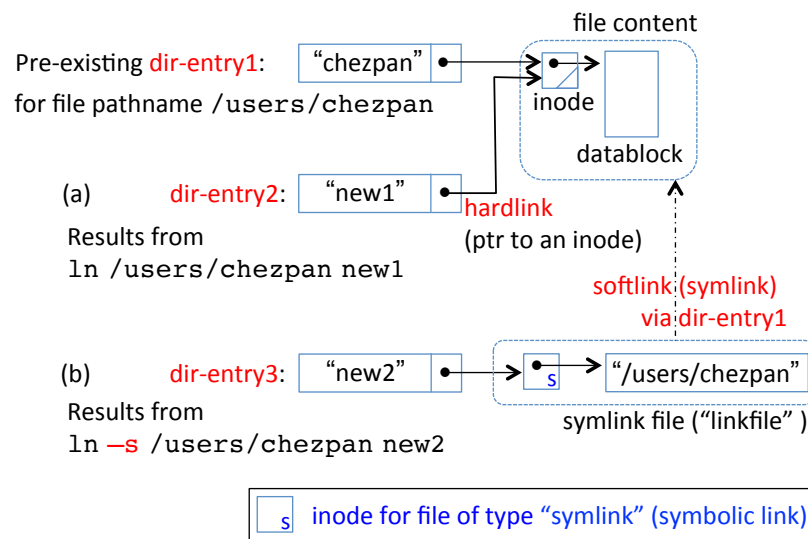 file content
Pre-existing dir-entry1:
"chezpan"
for file pathname /users/chezpan
inode
datablock
(a)
dir-entry2:
"new1"
hardlink
(ptr to an inode)
Results from
ln /users/chezpan new1
softlink (symlink)
via dir-entry1
(b)
dir-entry3:
"new2"
s
"/users/chezpan"
Results from
symlink file ("linkfile" )
ln –s /users/chezpan new2
s
inode for file of type "symlink" (symbolic link)